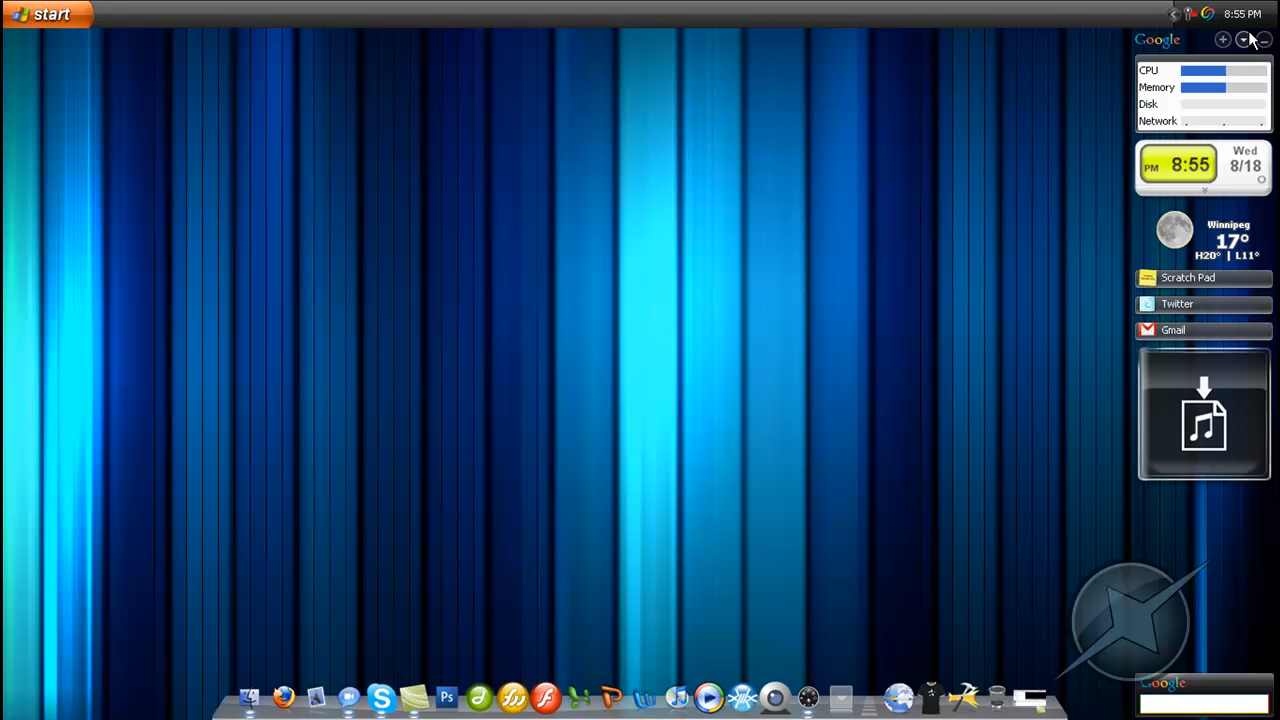 start
8:55 PM
Google
CPU
Memory
Disk
Network
PM 8:55
Wed
8/18
Winnipeg
17°
H20° | L11°
Scratch Pad
Twitter
Gmail
S
Ps
Google